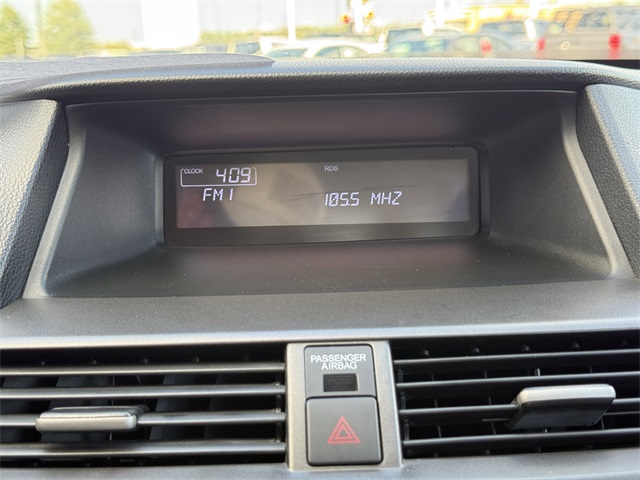 CLOCK 4:09 RDS
FM1 105.5 MHZ
PASSENGER
AIRBAG